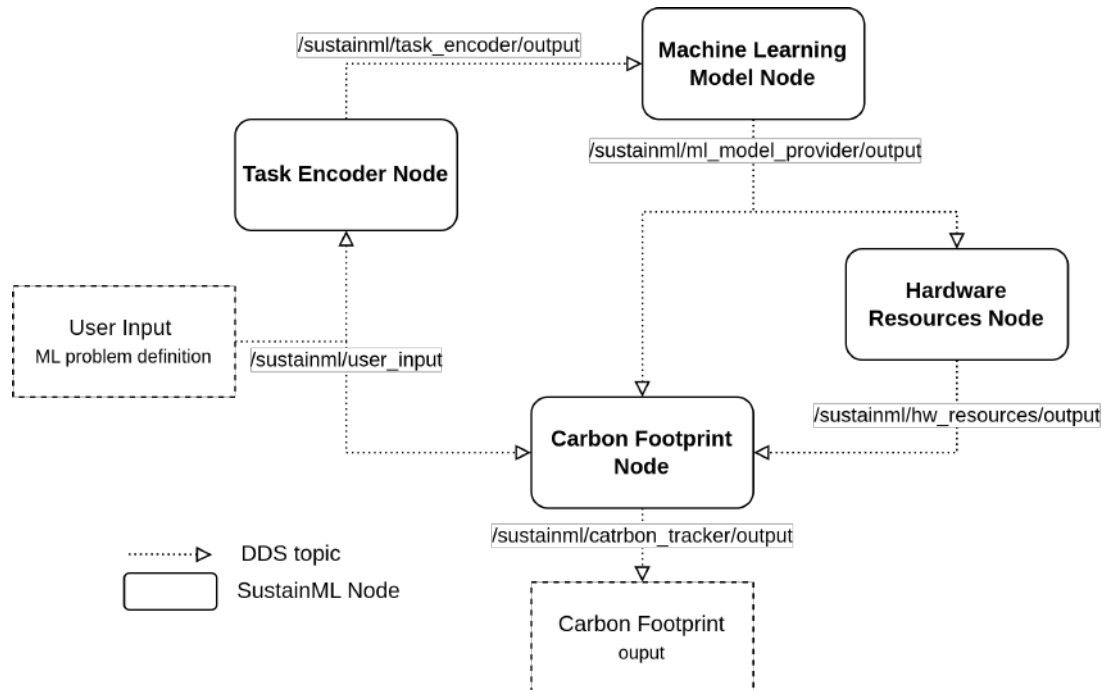 /sustainml/task_encoder/output
Machine Learning
Model Node
/sustainml/ml_model_provider/output
Task Encoder Node
Hardware
Resources Node
User Input
ML problem definition
/sustainml/user_input
/sustainml/hw_resources/output
Carbon Footprint
Node
/sustainml/catrbon_tracker/output
DDS topic
SustainML Node
Carbon Footprint
ouput